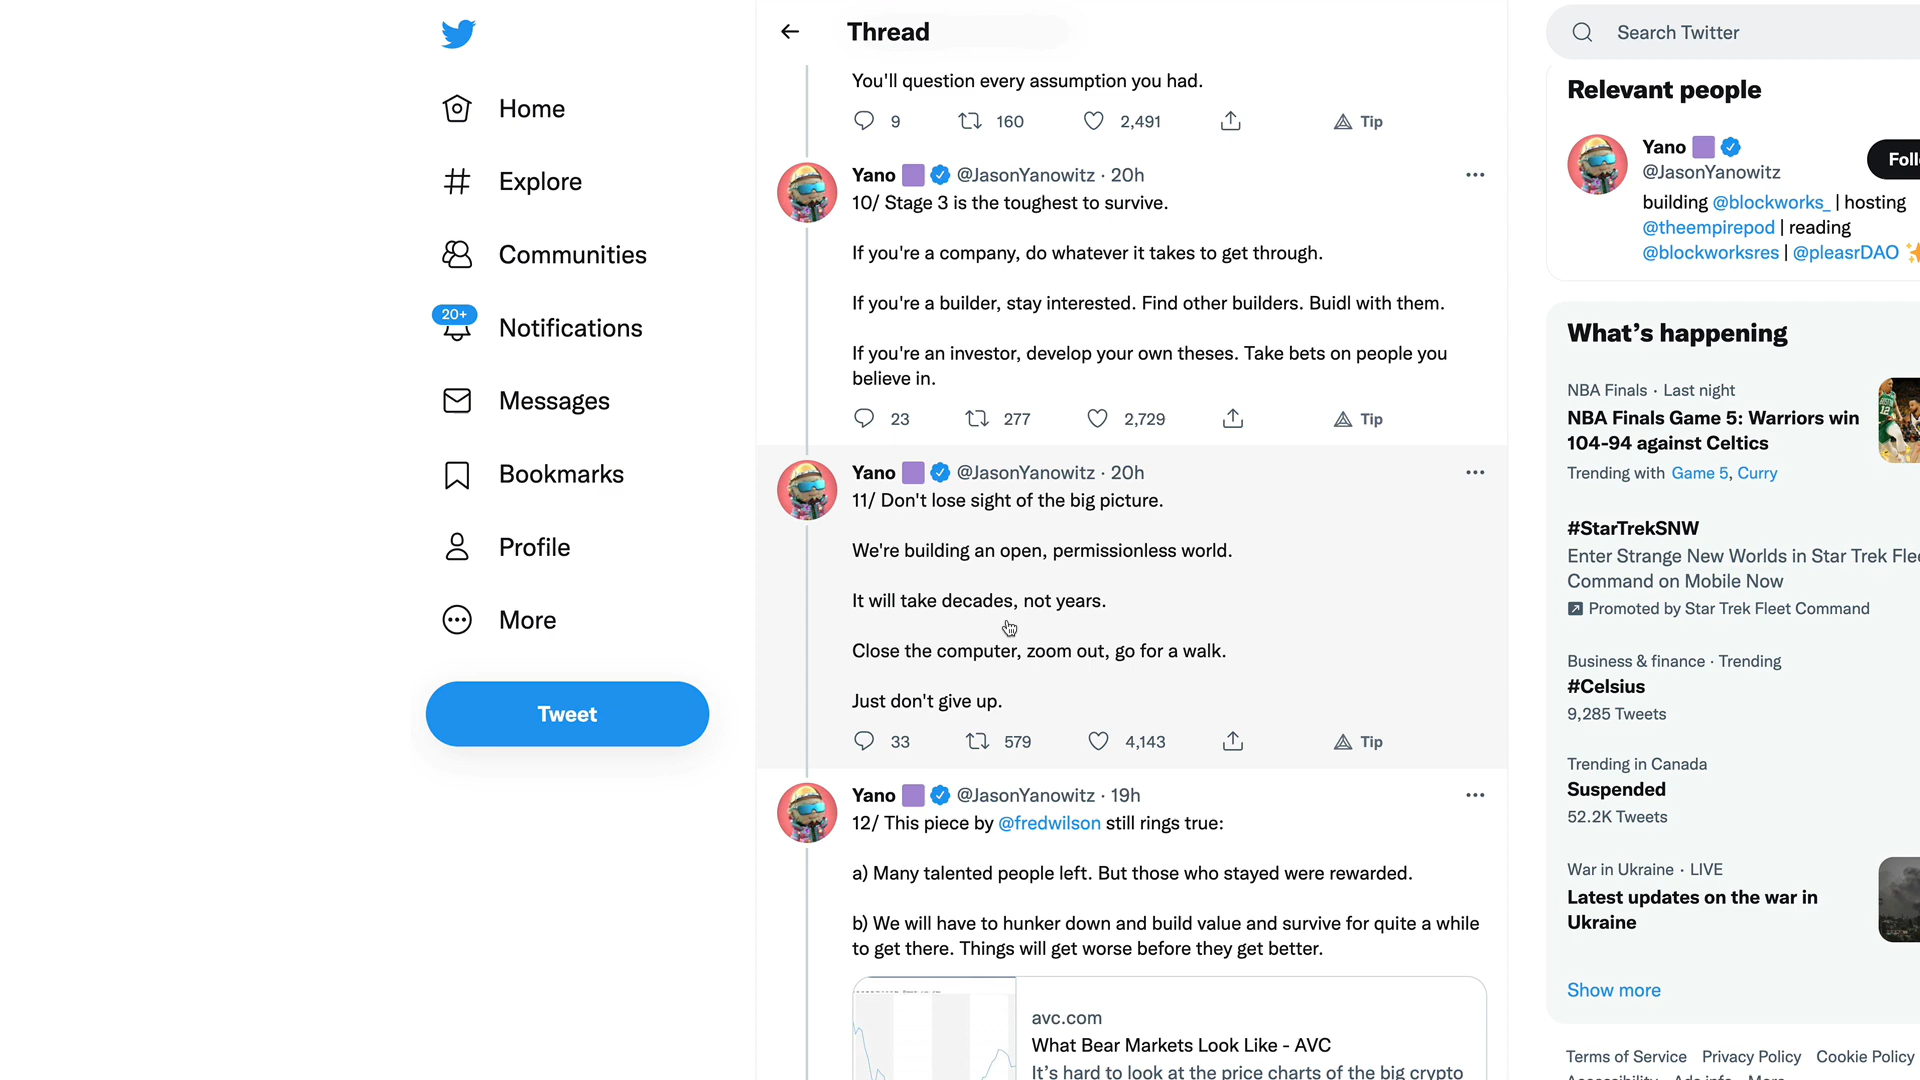 Home
Explore
Communities
20+
Notifications
Messages
Bookmarks
Profile
More
Tweet
Thread
You'll question every assumption you had.
9 160 2,491 Tip
Yano @JasonYanowitz · 20h
10/ Stage 3 is the toughest to survive.
If you're a company, do whatever it takes to get through.
If you're a builder, stay interested. Find other builders. Buidl with them.
If you're an investor, develop your own theses. Take bets on people you
believe in.
23 277 2,729 Tip
Yano @JasonYanowitz · 20h
11/ Don't lose sight of the big picture.
We're building an open, permissionless world.
It will take decades, not years.
Close the computer, zoom out, go for a walk.
Just don't give up.
33 579 4,143 Tip
Yano @JasonYanowitz · 19h
12/ This piece by @fredwilson still rings true:
a) Many talented people left. But those who stayed were rewarded.
b) We will have to hunker down and build value and survive for quite a while
to get there. Things will get worse before they get better.
avc.com
What Bear Markets Look Like - AVC
It's hard to look at the price charts of the big crypto
Search Twitter
Relevant people
Yano
Foll
@JasonYanowitz
building @blockworks_ | hosting
@theempirepod | reading
@blockworksres | @pleasrDAO
What's happening
NBA Finals · Last night
NBA Finals Game 5: Warriors win
104-94 against Celtics
Trending with Game 5, Curry
#StarTrekSNW
Enter Strange New Worlds in Star Trek Flee
Command on Mobile Now
Promoted by Star Trek Fleet Command
Business & finance · Trending
#Celsius
9,285 Tweets
Trending in Canada
Suspended
52.2K Tweets
War in Ukraine · LIVE
Latest updates on the war in
Ukraine
Show more
Terms of Service Privacy Policy Cookie Policy
Accessibility Ads info More